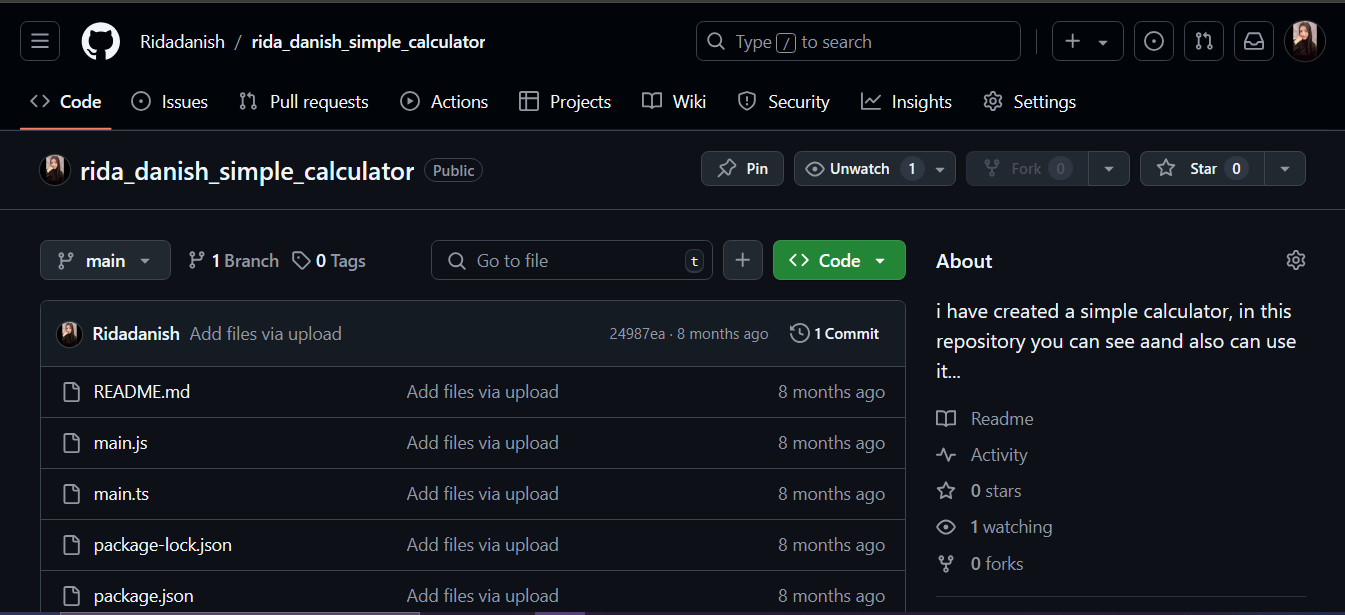 Ridadanish / rida_danish_simple_calculator Type / to search
Code Issues Pull requests Actions Projects Wiki Security Insights Settings
rida_danish_simple_calculator Public Pin Unwatch 1 Fork 0 Star 0
main 1 Branch 0 Tags Go to file t Code
Ridadanish Add files via upload 24987ea · 8 months ago 1 Commit
README.md Add files via upload 8 months ago
main.js Add files via upload 8 months ago
main.ts Add files via upload 8 months ago
package-lock.json Add files via upload 8 months ago
package.json Add files via upload 8 months ago
About
i have created a simple calculator, in this
repository you can see aand also can use
it...
Readme
Activity
0 stars
1 watching
0 forks